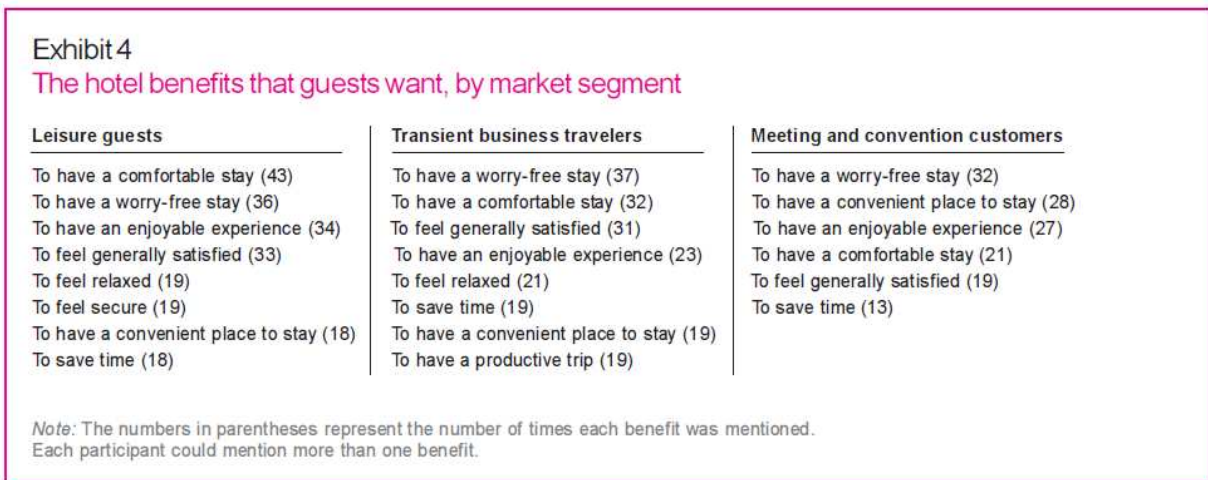 Exhibit 4
The hotel benefits that guests want, by market segment
Leisure guests
To have a comfortable stay (43)
To have a worry-free stay (36)
To have an enjoyable experience (34)
To feel generally satisfied (33)
To feel relaxed (19)
To feel secure (19)
To have a convenient place to stay (18)
To save time (18)
Transient business travelers
To have a worry-free stay (37)
To have a comfortable stay (32)
To feel generally satisfied (31)
To have an enjoyable experience (23)
To feel relaxed (21)
To save time (19)
To have a convenient place to stay (19)
To have a productive trip (19)
Meeting and convention customers
To have a worry-free stay (32)
To have a convenient place to stay (28)
To have an enjoyable experience (27)
To have a comfortable stay (21)
To feel generally satisfied (19)
To save time (13)
Note: The numbers in parentheses represent the number of times each benefit was mentioned.
Each participant could mention more than one benefit.